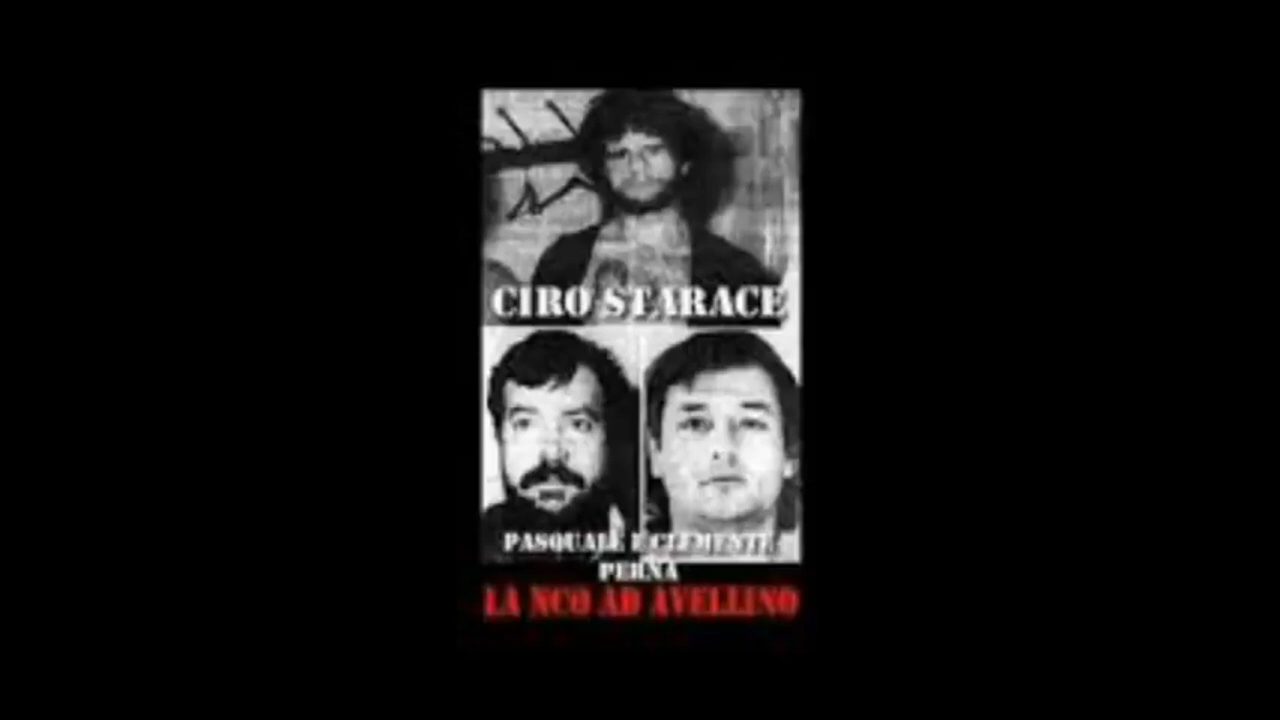 CIRO STARACE
PASQUALE E CLEMENTE
PERNA
LA NCO AD AVELLINO